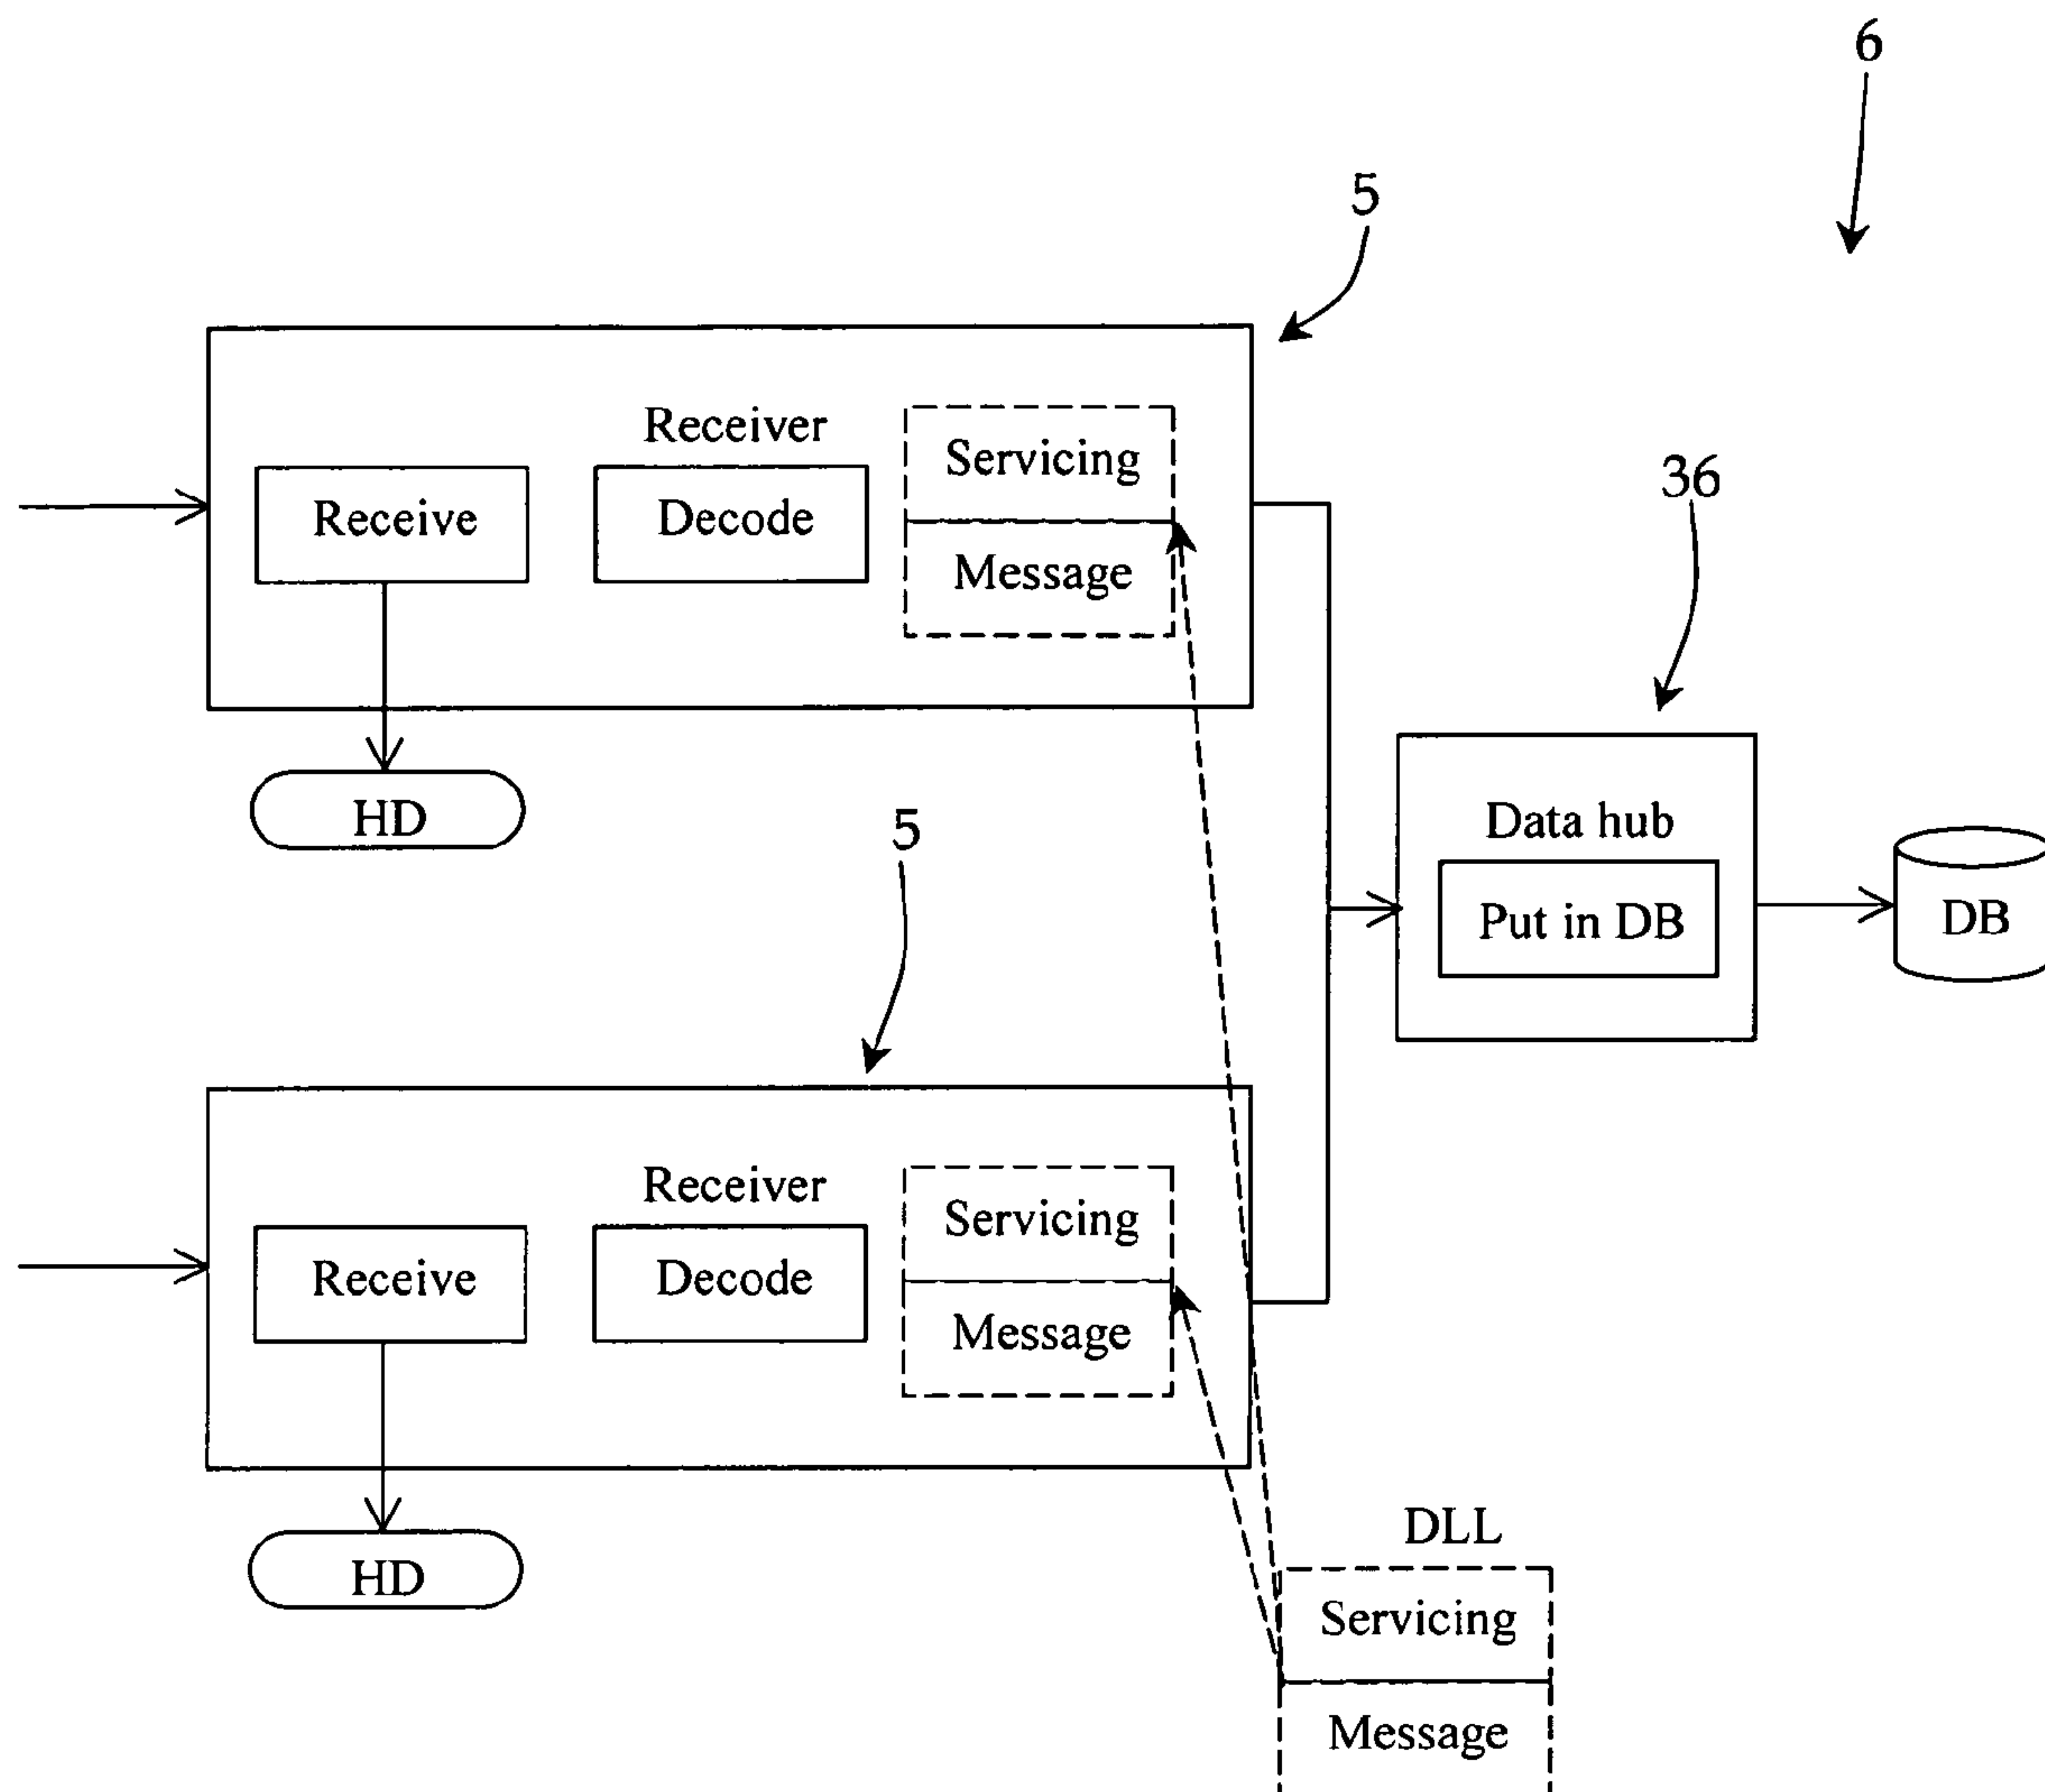 6
5
Receiver
Servicing
Receive
Decode
Message
36
HD
Data hub
5
Put in DB
DB
Receiver
Servicing
Receive
Decode
Message
DLL
HD
Servicing
Message